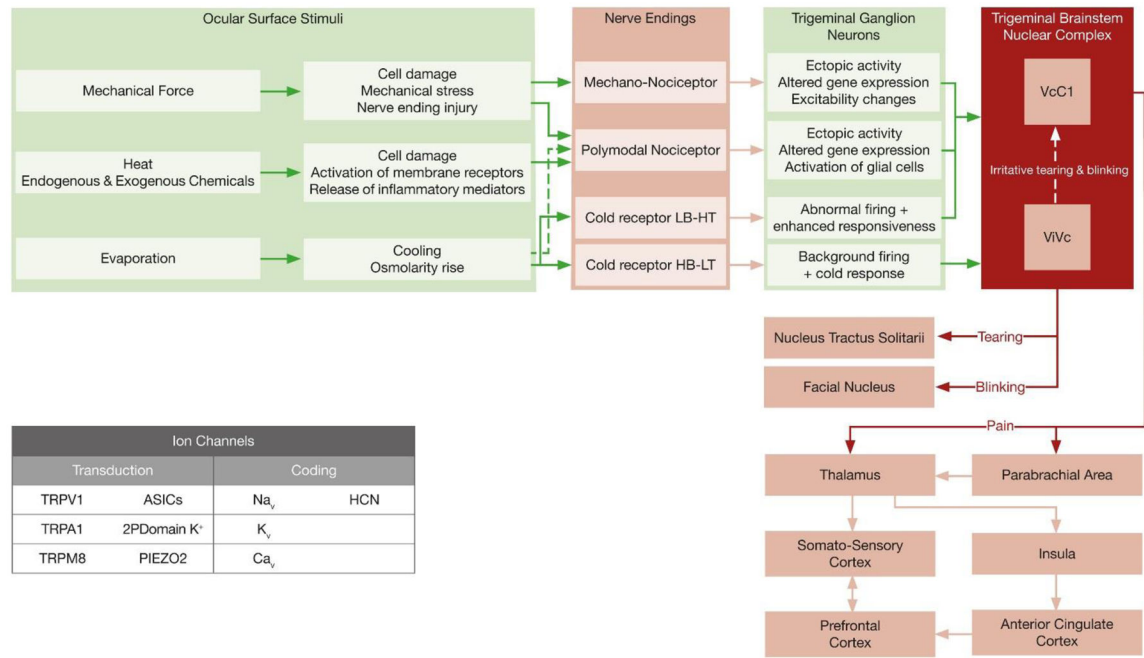 Ocular Surface Stimuli
Mechanical Force
Cell damage
Mechanical stress
Nerve ending injury
Heat
Endogenous & Exogenous Chemicals
Cell damage
Activation of membrane receptors
Release of inflammatory mediators
Evaporation
Cooling
Osmolarity rise
Nerve Endings
Mechano-Nociceptor
Polymodal Nociceptor
Cold receptor LB-HT
Cold receptor HB-LT
Trigeminal Ganglion
Neurons
Ectopic activity
Altered gene expression
Excitability changes
Ectopic activity
Altered gene expression
Activation of glial cells
Abnormal firing +
enhanced responsiveness
Background firing
+ cold response
Trigeminal Brainstem
Nuclear Complex
VcC1
Irritative tearing & blinking
ViVc
Nucleus Tractus Solitarii
Tearing
Facial Nucleus
Blinking
Pain
Thalamus
Parabrachial Area
Somato-Sensory
Cortex
Insula
Prefrontal
Cortex
Anterior Cingulate
Cortex
Ion Channels
Transduction
Coding
TRPV1 ASICs Naᵥ HCN
TRPA1 2PDomain K⁺ Kᵥ
TRPM8 PIEZO2 Caᵥ